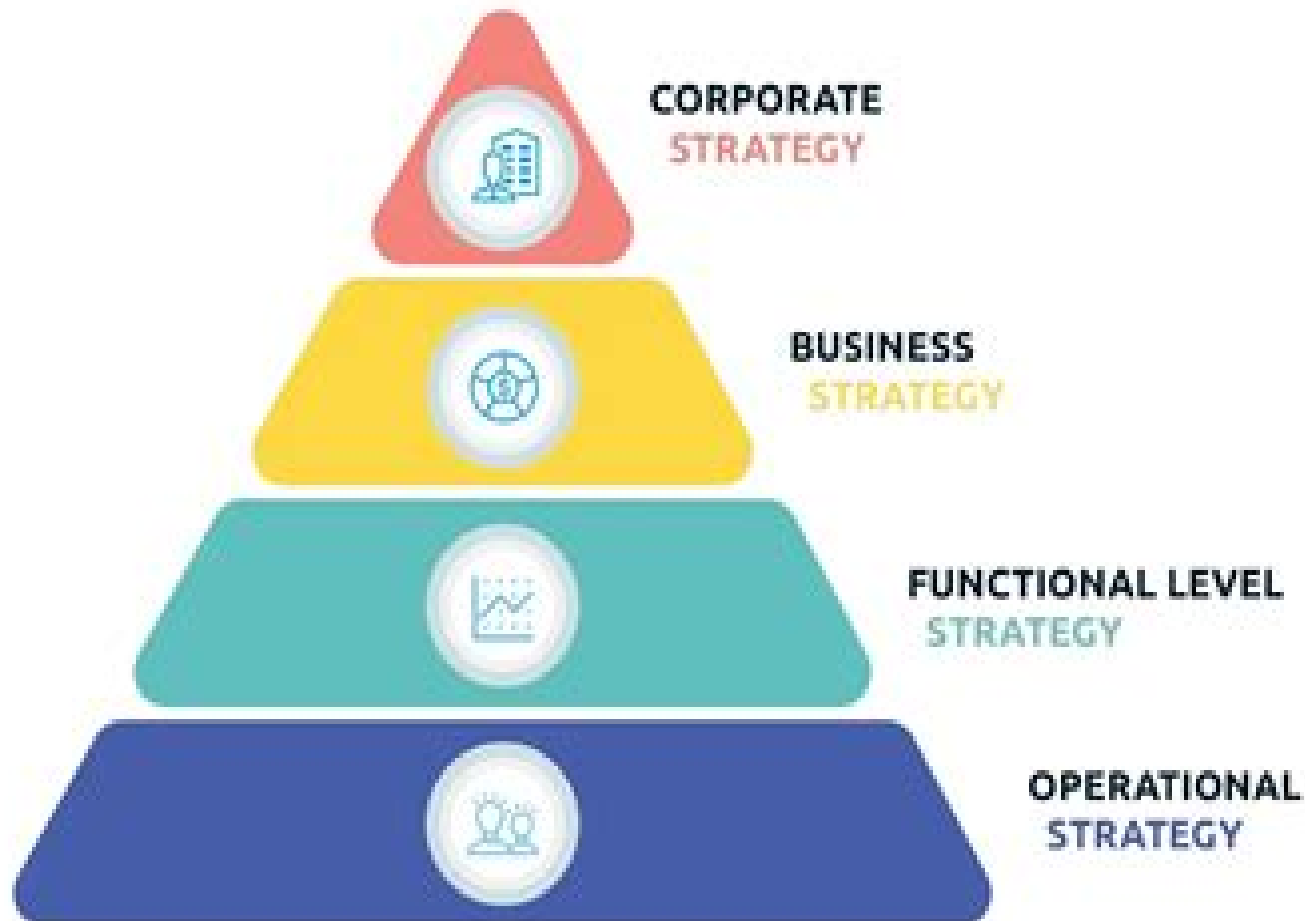 CORPORATE
STRATEGY
BUSINESS
STRATEGY
FUNCTIONAL LEVEL
STRATEGY
OPERATIONAL
STRATEGY